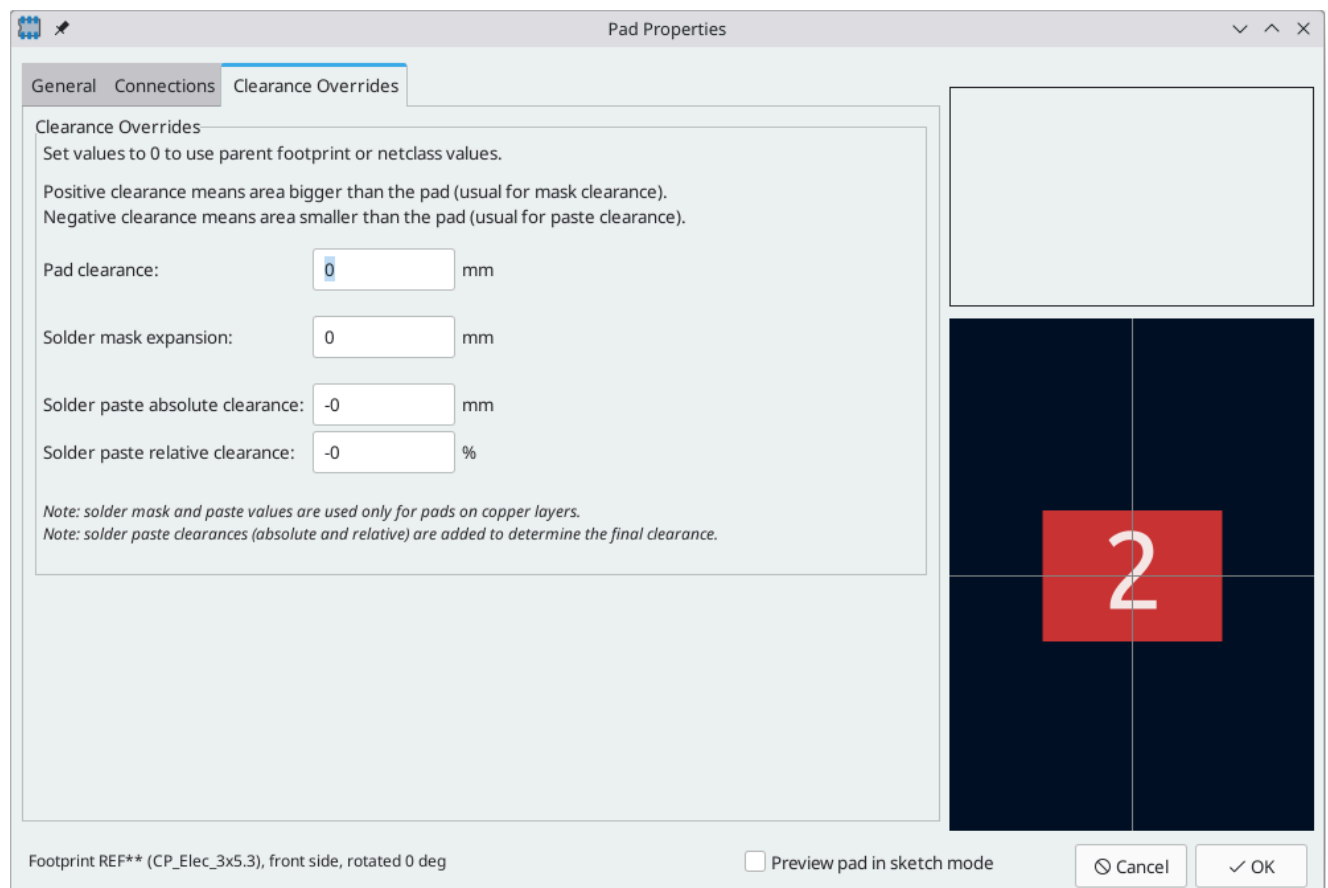 Pad Properties
General Connections Clearance Overrides
Clearance Overrides
Set values to 0 to use parent footprint or netclass values.
Positive clearance means area bigger than the pad (usual for mask clearance).
Negative clearance means area smaller than the pad (usual for paste clearance).
Pad clearance: 0 mm
Solder mask expansion: 0 mm
Solder paste absolute clearance: -0 mm
Solder paste relative clearance: -0 %
Note: solder mask and paste values are used only for pads on copper layers.
Note: solder paste clearances (absolute and relative) are added to determine the final clearance.
2
Footprint REF** (CP_Elec_3x5.3), front side, rotated 0 deg
Preview pad in sketch mode
Cancel
OK